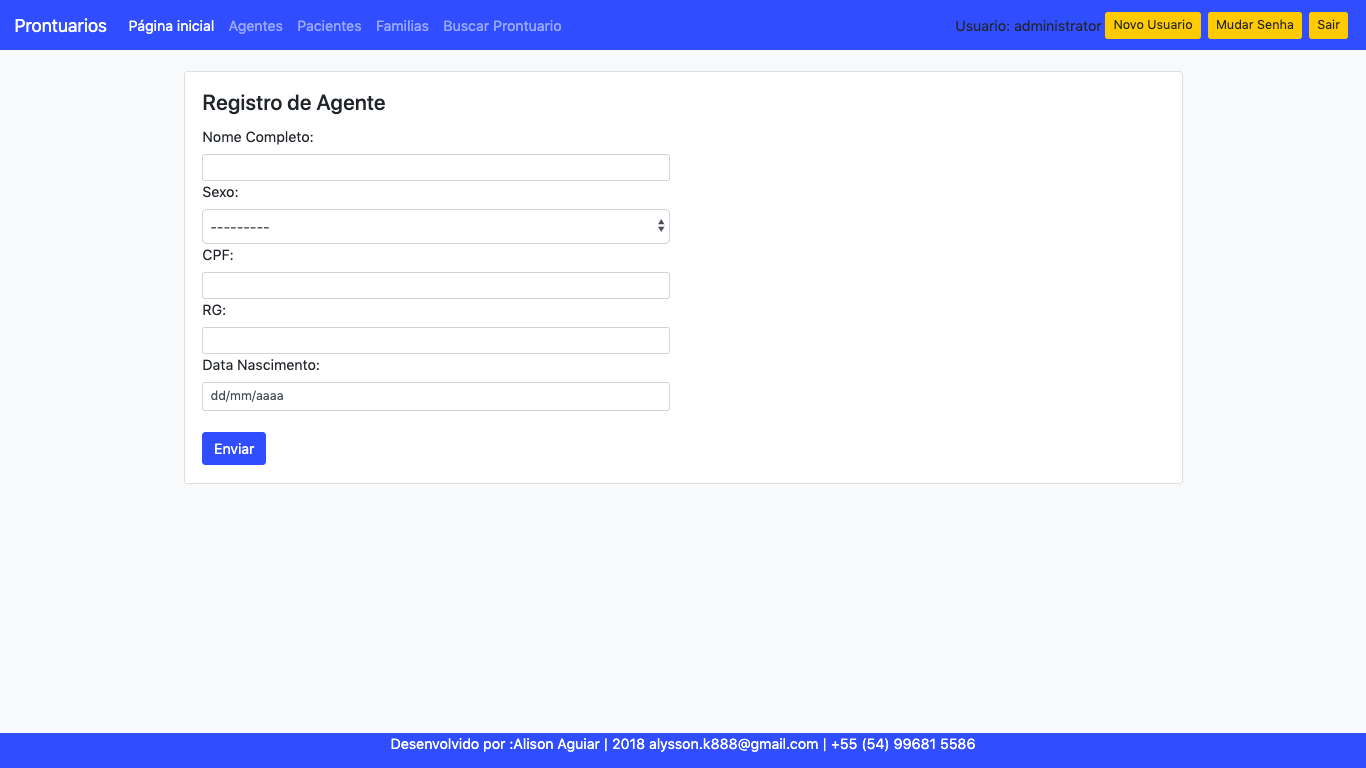 Prontuarios Página inicial Agentes Pacientes Familias Buscar Prontuario Usuario: administrator Novo Usuario Mudar Senha Sair
Registro de Agente
Nome Completo:
Sexo:
---------
CPF:
RG:
Data Nascimento:
dd/mm/aaaa
Enviar
Desenvolvido por :Alison Aguiar | 2018 alysson.k888@gmail.com | +55 (54) 99681 5586